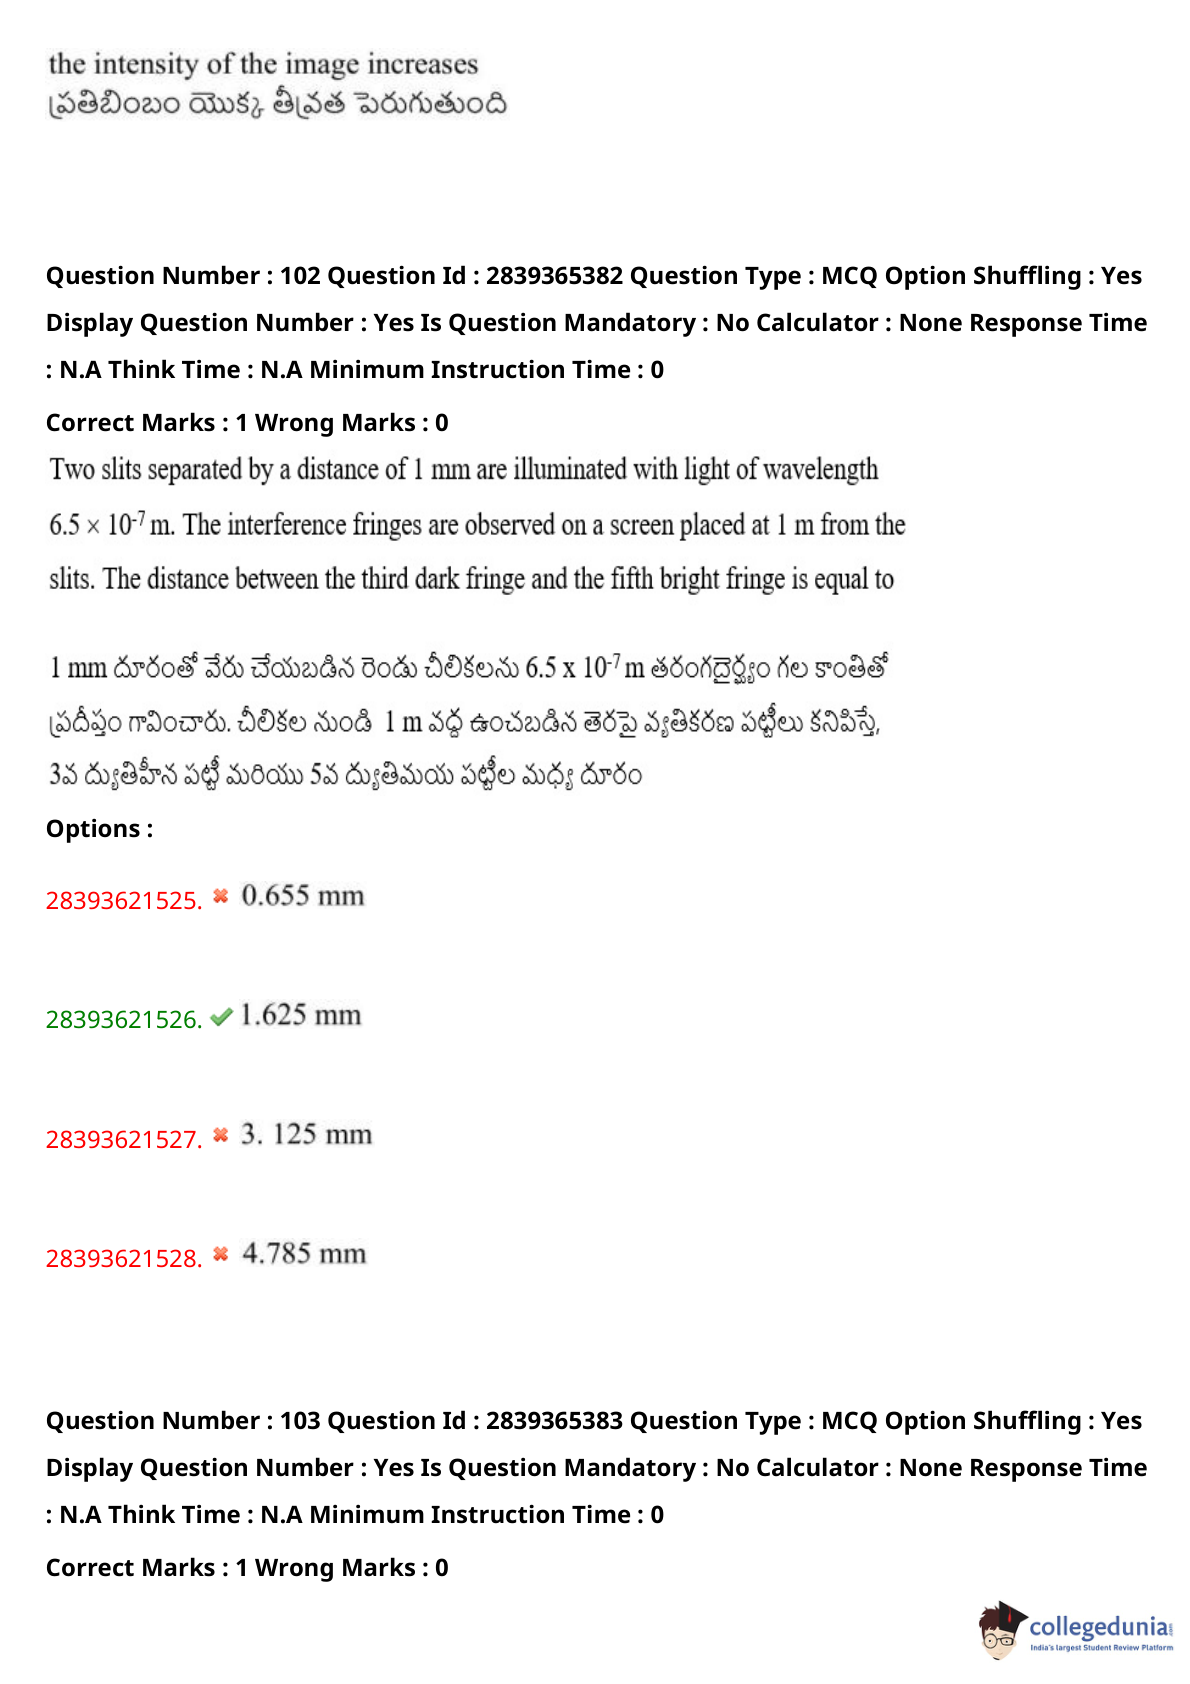 the intensity of the image increases
ప్రతిబింబం యొక్క తీవ్రత పెరుగుతుంది
Question Number : 102 Question Id : 2839365382 Question Type : MCQ Option Shuffling : Yes
Display Question Number : Yes Is Question Mandatory : No Calculator : None Response Time
: N.A Think Time : N.A Minimum Instruction Time : 0
Correct Marks : 1 Wrong Marks : 0
Two slits separated by a distance of 1 mm are illuminated with light of wavelength
6.5 × 10⁻⁷ m. The interference fringes are observed on a screen placed at 1 m from the
slits. The distance between the third dark fringe and the fifth bright fringe is equal to
1 mm దూరంతో వేరు చేయబడిన రెండు చీలికలను 6.5 x 10⁻⁷ m తరంగదైర్ఘ్యం గల కాంతితో
ప్రదీప్తం గావించారు. చీలికల నుండి 1 m వద్ద ఉంచబడిన తెరపై వ్యతికరణ పట్టీలు కనిపిస్తే,
3వ ద్యుతిహీన పట్టీ మరియు 5వ ద్యుతిమయ పట్టీల మధ్య దూరం
Options :
28393621525. 0.655 mm
28393621526. 1.625 mm
28393621527. 3. 125 mm
28393621528. 4.785 mm
Question Number : 103 Question Id : 2839365383 Question Type : MCQ Option Shuffling : Yes
Display Question Number : Yes Is Question Mandatory : No Calculator : None Response Time
: N.A Think Time : N.A Minimum Instruction Time : 0
Correct Marks : 1 Wrong Marks : 0
collegedunia
India's largest Student Review Platform